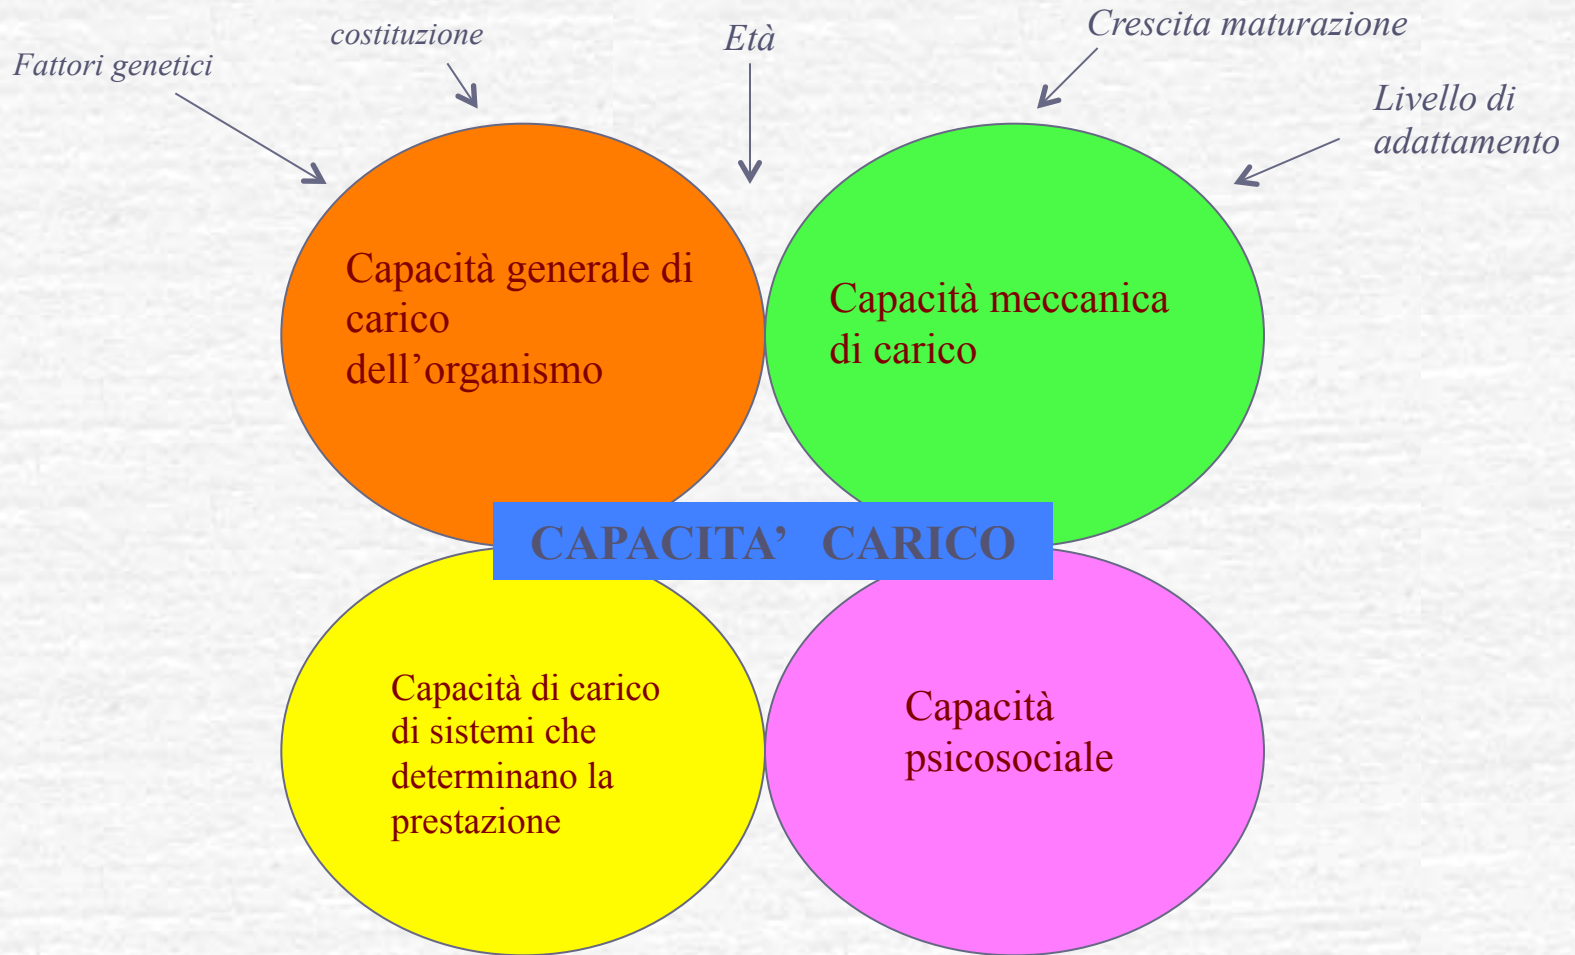 Fattori genetici
costituzione
Età
Crescita maturazione
Livello di
adattamento
Capacità generale di
carico
dell’organismo
Capacità meccanica
di carico
CAPACITA’ CARICO
Capacità di carico
di sistemi che
determinano la
prestazione
Capacità
psicosociale